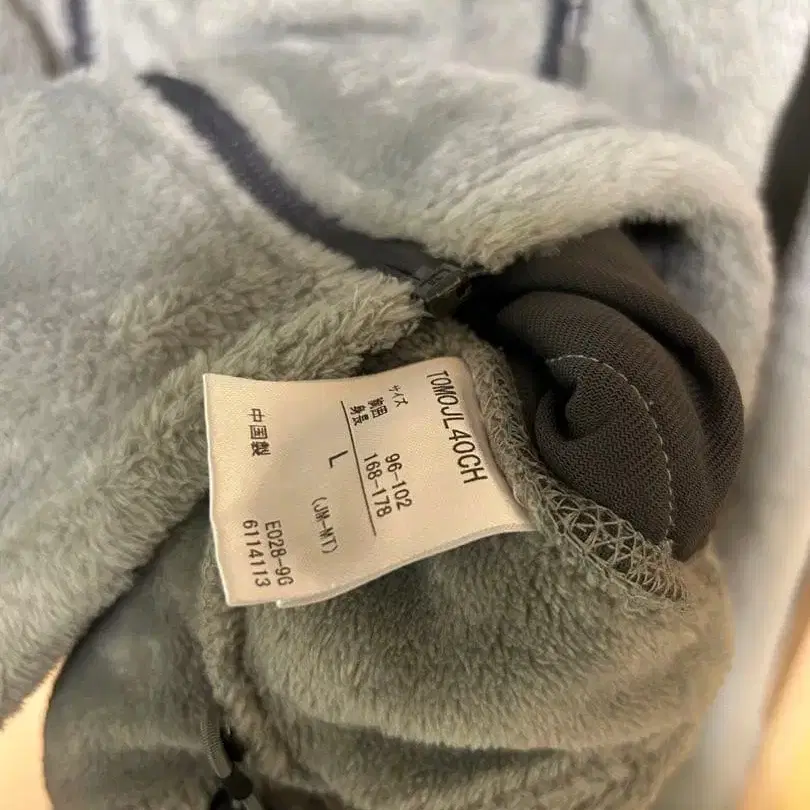 TOMOJL40CH
サイズ
胸囲 96-102
身長 168-178
L
(JM-MT)
中国製
E028-9G
6114113